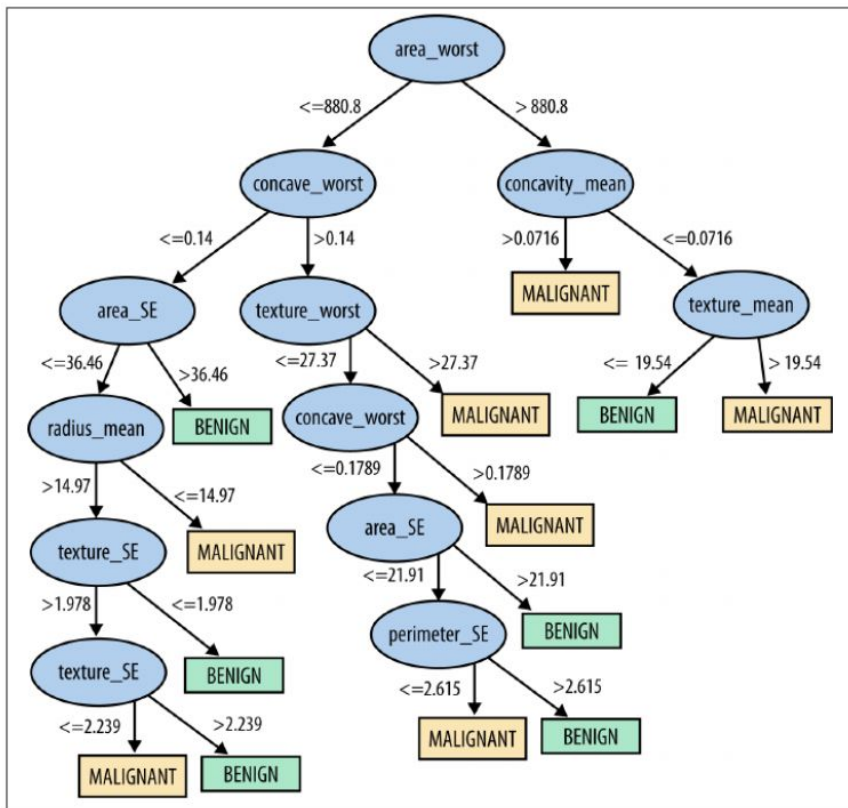 area_worst
<=880.8
> 880.8
concave_worst
concavity_mean
<=0.14
>0.14
>0.0716
<=0.0716
MALIGNANT
area_SE
texture_worst
texture_mean
<=36.46
>36.46
<=27.37
>27.37
<= 19.54
> 19.54
BENIGN
MALIGNANT
BENIGN
MALIGNANT
radius_mean
concave_worst
>14.97
<=14.97
<=0.1789
>0.1789
MALIGNANT
MALIGNANT
texture_SE
area_SE
>1.978
<=1.978
<=21.91
>21.91
BENIGN
BENIGN
texture_SE
perimeter_SE
<=2.239
>2.239
<=2.615
>2.615
MALIGNANT
BENIGN
MALIGNANT
BENIGN